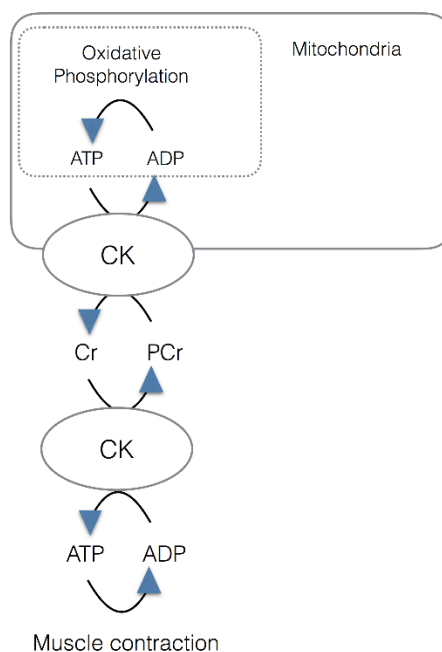 Oxidative
Phosphorylation
Mitochondria
ATP ADP
CK
Cr PCr
CK
ATP ADP
Muscle contraction